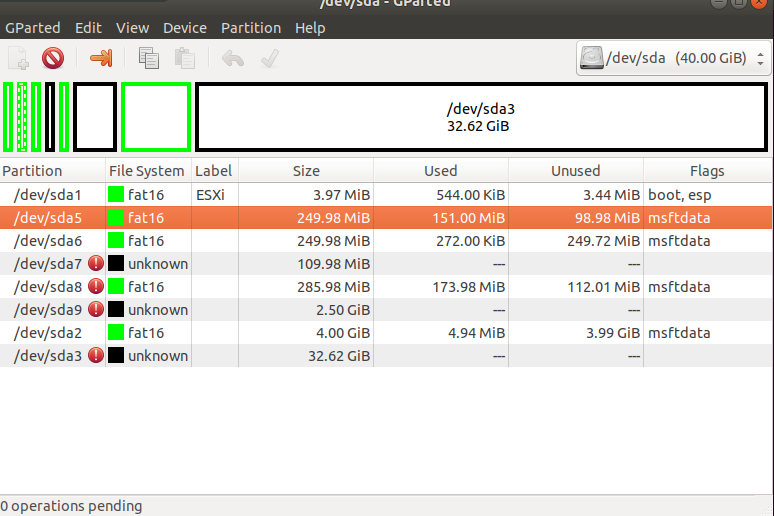 /dev/sda - GParted
GParted Edit View Device Partition Help
/dev/sda (40.00 GiB)
/dev/sda3
32.62 GiB
Partition File System Label Size Used Unused Flags
/dev/sda1 fat16 ESXi 3.97 MiB 544.00 KiB 3.44 MiB boot, esp
/dev/sda5 fat16 249.98 MiB 151.00 MiB 98.98 MiB msftdata
/dev/sda6 fat16 249.98 MiB 272.00 KiB 249.72 MiB msftdata
/dev/sda7 unknown 109.98 MiB --- ---
/dev/sda8 fat16 285.98 MiB 173.98 MiB 112.01 MiB msftdata
/dev/sda9 unknown 2.50 GiB --- ---
/dev/sda2 fat16 4.00 GiB 4.94 MiB 3.99 GiB msftdata
/dev/sda3 unknown 32.62 GiB --- ---
0 operations pending